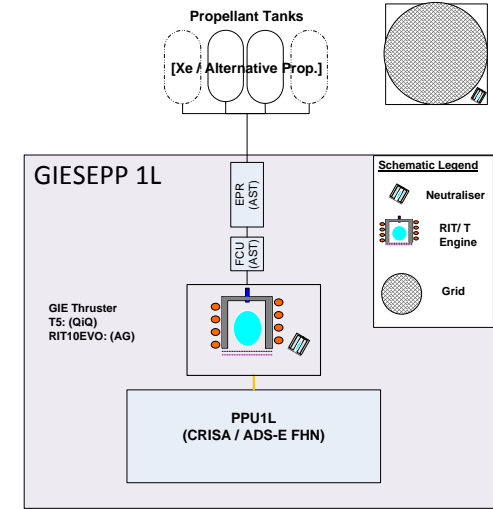 Propellant Tanks
[Xe / Alternative Prop.]
GIESEPP 1L
EPR
(AST)
FCU
(AST)
Schematic Legend
Neutraliser
RIT/ T
Engine
Grid
GIE Thruster
T5: (QiQ)
RIT10EVO: (AG)
PPU1L
(CRISA / ADS-E FHN)